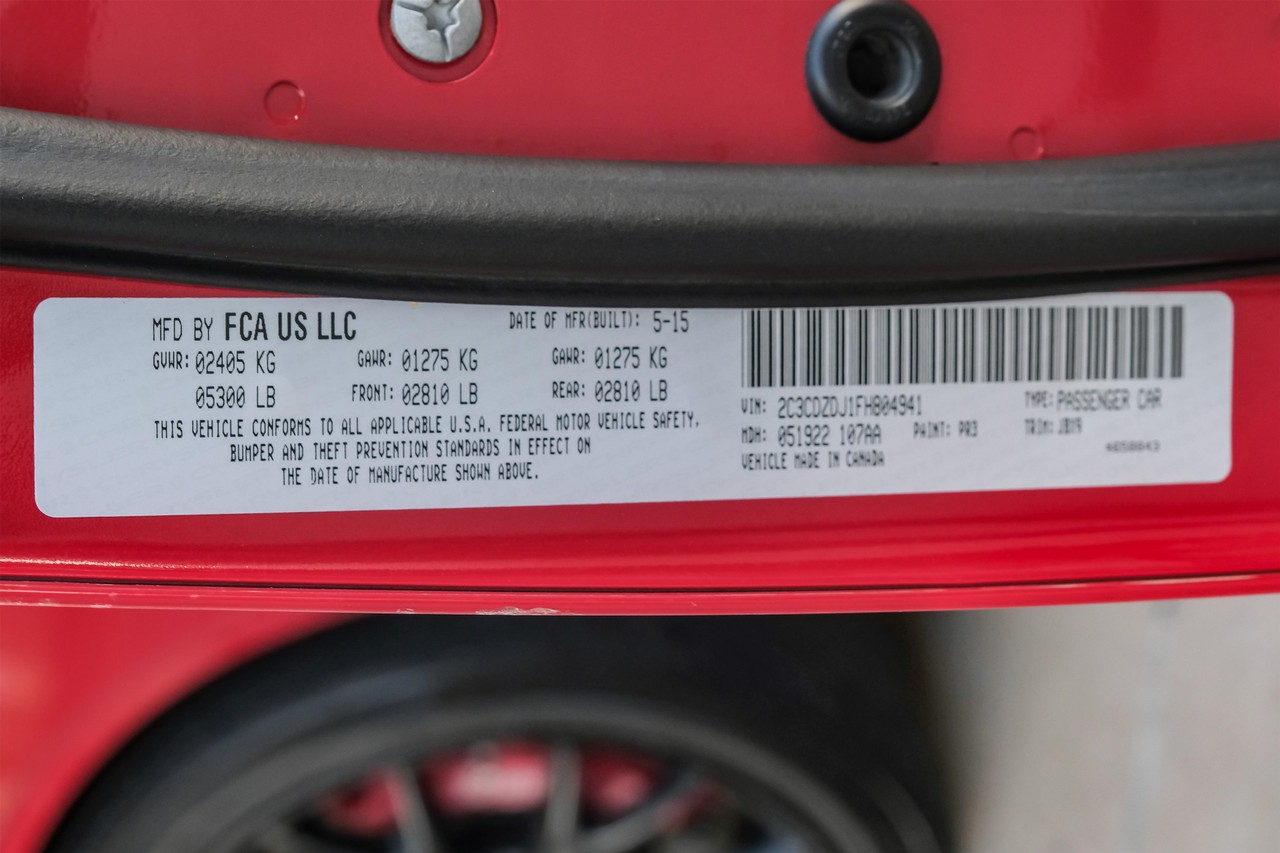 MFD BY FCA US LLC
DATE OF MFR(BUILT): 5-15
GVWR: 02405 KG GAWR: 01275 KG GAWR: 01275 KG
05300 LB FRONT: 02810 LB REAR: 02810 LB
THIS VEHICLE CONFORMS TO ALL APPLICABLE U.S.A. FEDERAL MOTOR VEHICLE SAFETY,
BUMPER AND THEFT PREVENTION STANDARDS IN EFFECT ON
THE DATE OF MANUFACTURE SHOWN ABOVE.
VIN: 2C3CDZDJ1FH804941 TYPE: PASSENGER CAR
MDH: 051922 107AA PAINT: PR3 TRIM:
VEHICLE MADE IN CANADA